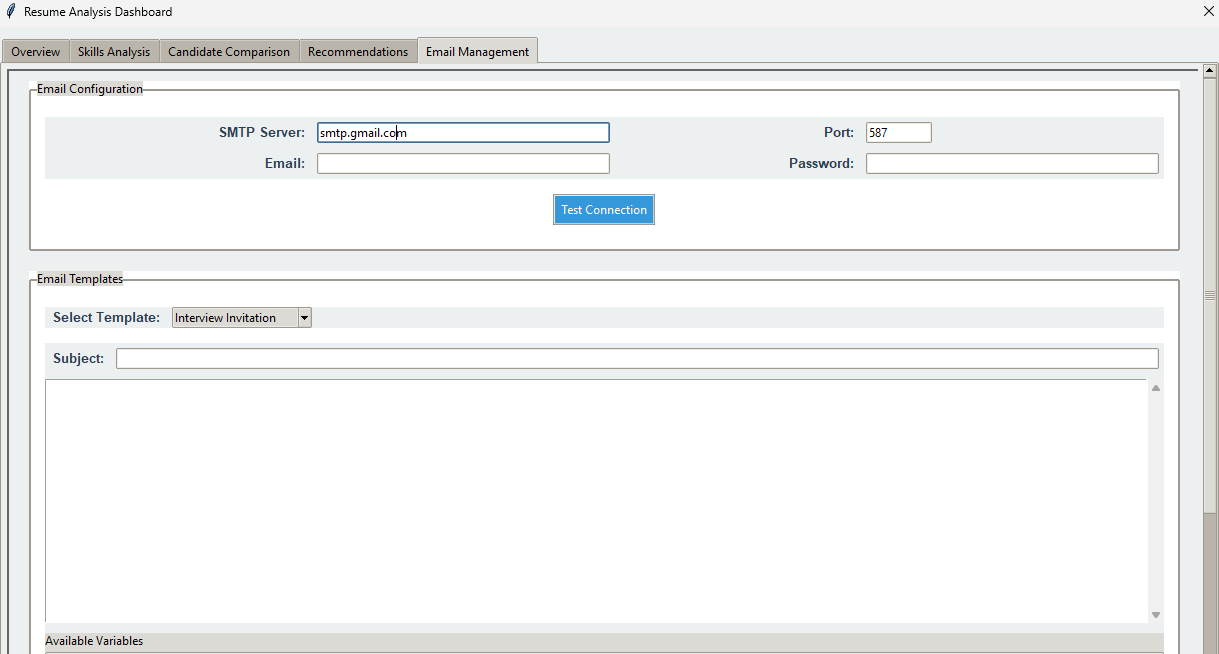 Resume Analysis Dashboard
Overview Skills Analysis Candidate Comparison Recommendations Email Management
Email Configuration
SMTP Server: smtp.gmail.com Port: 587
Email: Password:
Test Connection
Email Templates
Select Template: Interview Invitation
Subject:
Available Variables